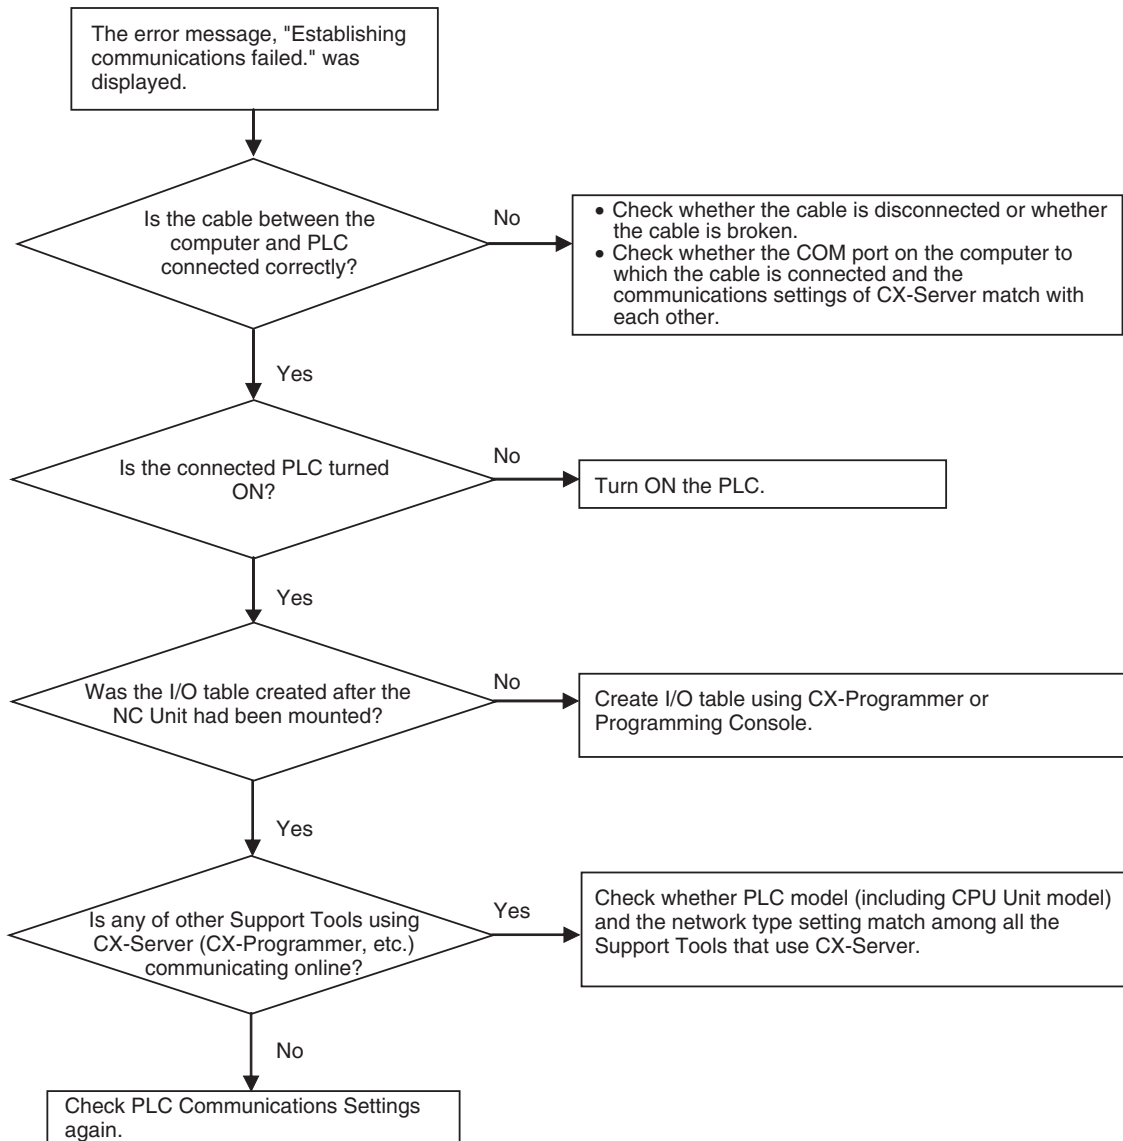 The error message, "Establishing
communications failed." was
displayed.
Is the cable between the
computer and PLC
connected correctly?
No
• Check whether the cable is disconnected or whether
the cable is broken.
• Check whether the COM port on the computer to
which the cable is connected and the
communications settings of CX-Server match with
each other.
Yes
Is the connected PLC turned
ON?
No
Turn ON the PLC.
Yes
Was the I/O table created after the
NC Unit had been mounted?
No
Create I/O table using CX-Programmer or
Programming Console.
Yes
Is any of other Support Tools using
CX-Server (CX-Programmer, etc.)
communicating online?
Yes
Check whether PLC model (including CPU Unit model)
and the network type setting match among all the
Support Tools that use CX-Server.
No
Check PLC Communications Settings
again.